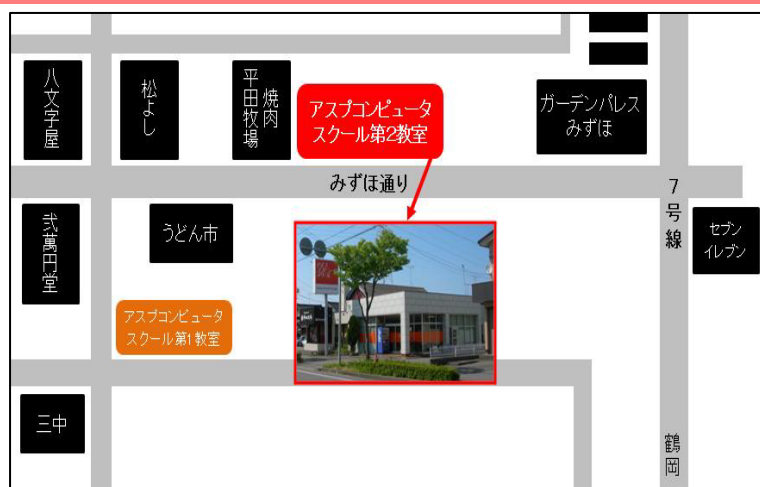 八文字屋
松よし
焼肉
平田牧場
アスプコンピュータ
スクール第2教室
ガーデンパレス
みずほ
みずほ通り
7号線
弐萬円堂
うどん市
セブン
イレブン
アスプコンピュータ
スクール第1教室
三中
鶴岡